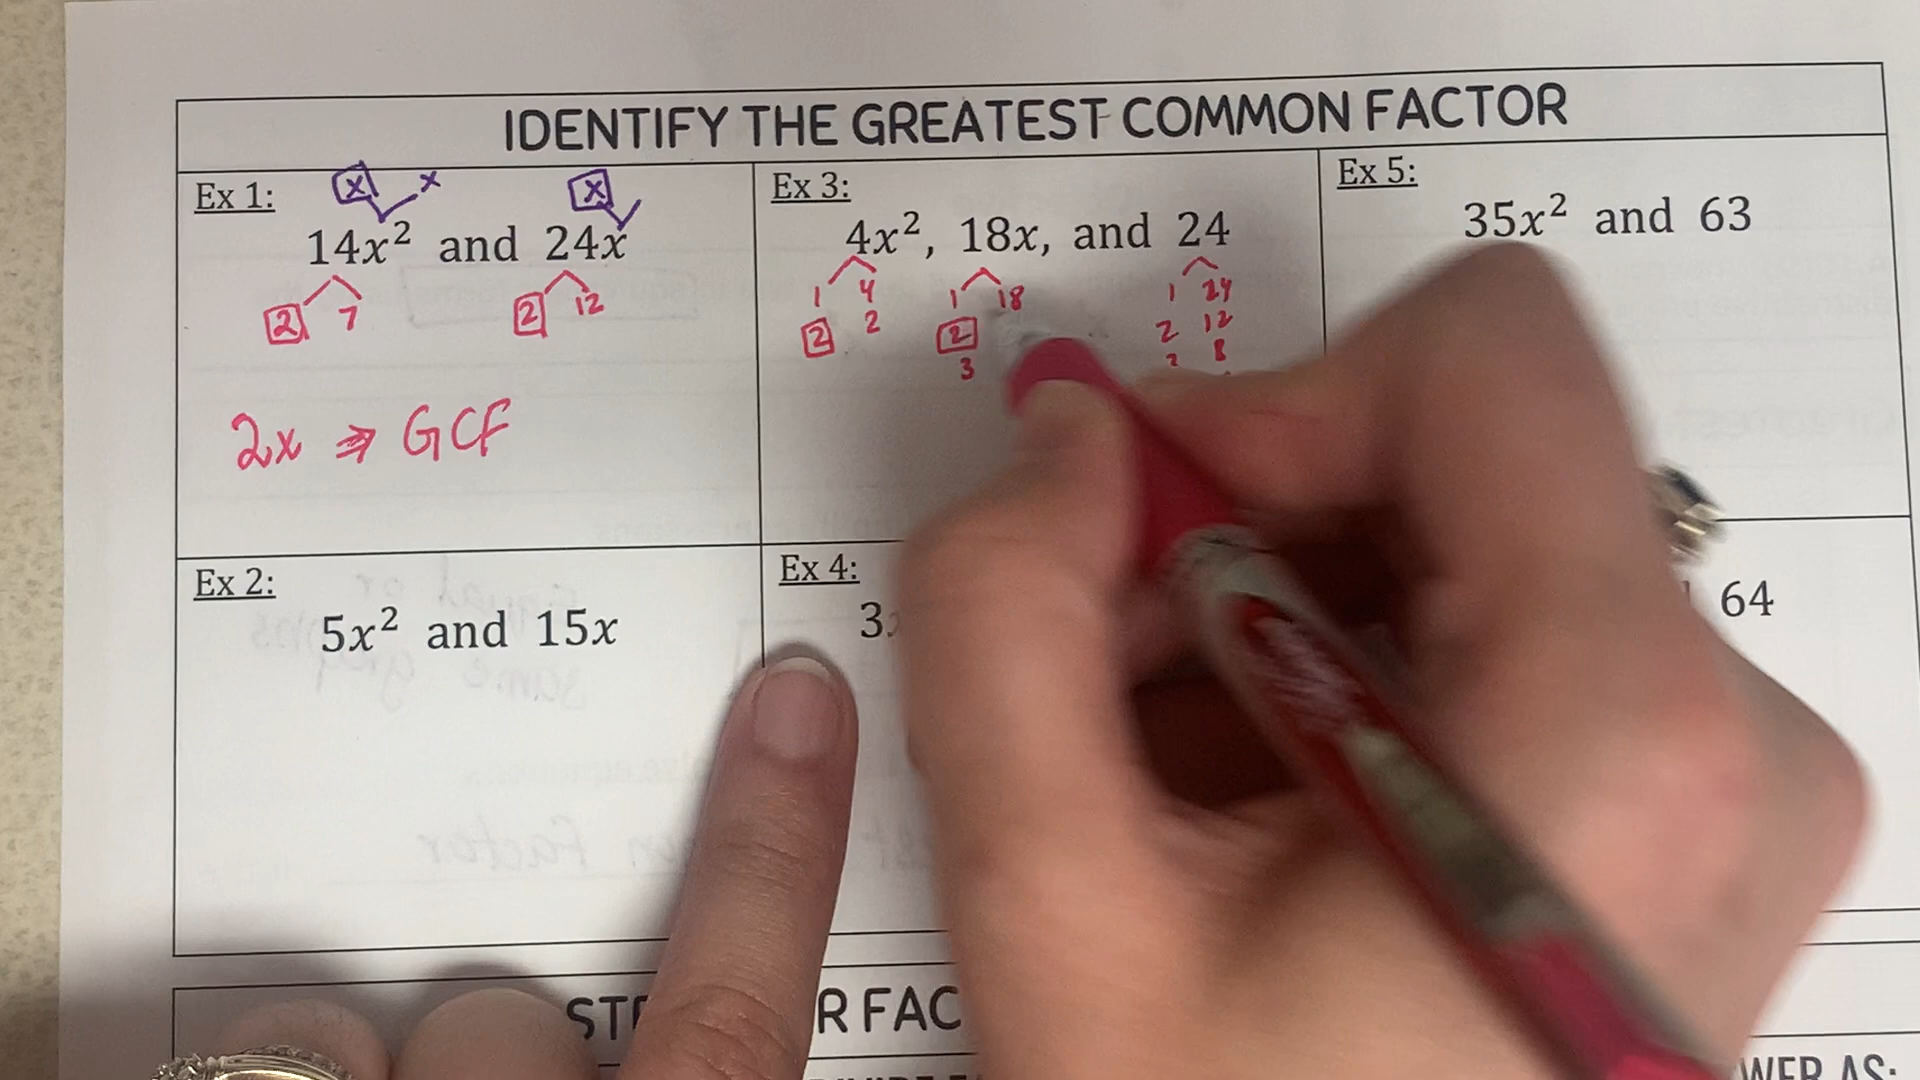 IDENTIFY THE GREATEST COMMON FACTOR
Ex 1:
x x x
14x² and 24x
2 7 2 12
2x ⇒ GCF
Ex 2:
5x² and 15x
Ex 3:
4x², 18x, and 24
1 4 1 18 1 24
2 2 2 2 12
3 8
Ex 4:
3
Ex 5:
35x² and 63
64